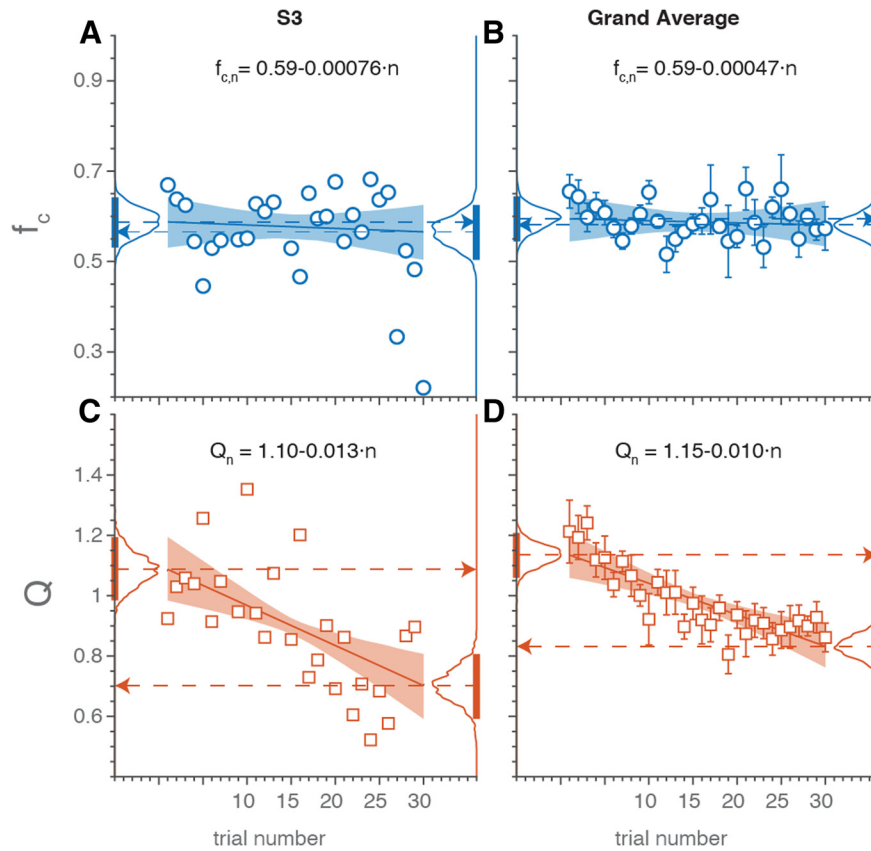 S3
Grand Average
A
B
f_c,n = 0.59-0.00076·n
f_c,n = 0.59-0.00047·n
0.9
0.7
0.5
0.3
f_c
C
D
Q_n = 1.10-0.013·n
Q_n = 1.15-0.010·n
1.4
1.2
1
0.8
0.6
Q
10 15 20 25 30
10 15 20 25 30
trial number
trial number